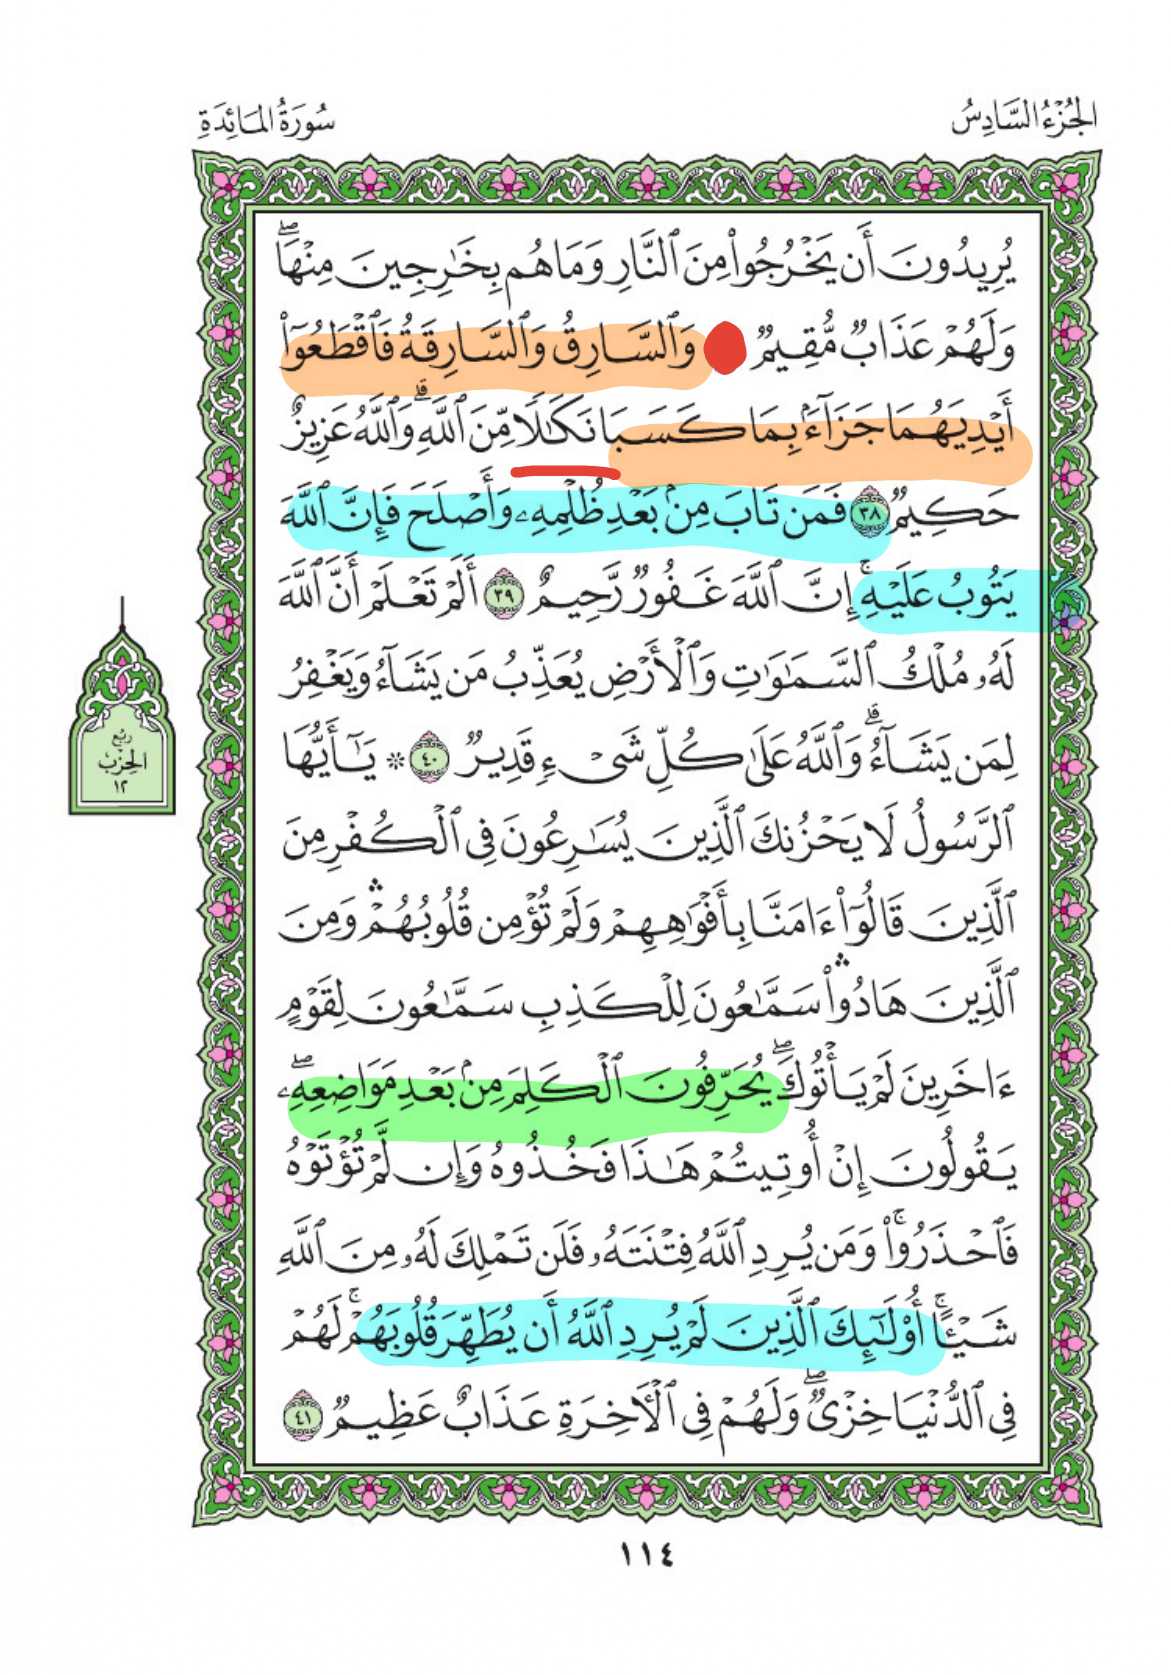 الجُزْءُ السَّادِسُ
سُورَةُ المَائِدَةِ
يُرِيدُونَ أَن يَخْرُجُوا۟ مِنَ ٱلنَّارِ وَمَا هُم بِخَٰرِجِينَ مِنْهَا ۖ
وَلَهُمْ عَذَابٌ مُّقِيمٌ وَٱلسَّارِقُ وَٱلسَّارِقَةُ فَٱقْطَعُوٓا۟
أَيْدِيَهُمَا جَزَآءَۢ بِمَا كَسَبَا نَكَٰلًا مِّنَ ٱللَّهِ ۗ وَٱللَّهُ عَزِيزٌ
حَكِيمٌ ٣٨ فَمَن تَابَ مِنۢ بَعْدِ ظُلْمِهِۦ وَأَصْلَحَ فَإِنَّ ٱللَّهَ
يَتُوبُ عَلَيْهِ ۚ إِنَّ ٱللَّهَ غَفُورٌ رَّحِيمٌ ٣٩ أَلَمْ تَعْلَمْ أَنَّ ٱللَّهَ
لَهُۥ مُلْكُ ٱلسَّمَٰوَٰتِ وَٱلْأَرْضِ يُعَذِّبُ مَن يَشَآءُ وَيَغْفِرُ
لِمَن يَشَآءُ ۗ وَٱللَّهُ عَلَىٰ كُلِّ شَىْءٍ قَدِيرٌ ٤٠ ۞ يَٰٓأَيُّهَا
ٱلرَّسُولُ لَا يَحْزُنكَ ٱلَّذِينَ يُسَٰرِعُونَ فِى ٱلْكُفْرِ مِنَ
ٱلَّذِينَ قَالُوٓا۟ ءَامَنَّا بِأَفْوَٰهِهِمْ وَلَمْ تُؤْمِن قُلُوبُهُمْ ۛ وَمِنَ
ٱلَّذِينَ هَادُوا۟ ۛ سَمَّٰعُونَ لِلْكَذِبِ سَمَّٰعُونَ لِقَوْمٍ
ءَاخَرِينَ لَمْ يَأْتُوكَ ۖ يُحَرِّفُونَ ٱلْكَلِمَ مِنۢ بَعْدِ مَوَاضِعِهِۦ ۖ
يَقُولُونَ إِنْ أُوتِيتُمْ هَٰذَا فَخُذُوهُ وَإِن لَّمْ تُؤْتَوْهُ
فَٱحْذَرُوا۟ ۚ وَمَن يُرِدِ ٱللَّهُ فِتْنَتَهُۥ فَلَن تَمْلِكَ لَهُۥ مِنَ ٱللَّهِ
شَيْـًٔا ۚ أُو۟لَٰٓئِكَ ٱلَّذِينَ لَمْ يُرِدِ ٱللَّهُ أَن يُطَهِّرَ قُلُوبَهُمْ ۚ لَهُمْ
فِى ٱلدُّنْيَا خِزْىٌ ۖ وَلَهُمْ فِى ٱلْءَاخِرَةِ عَذَابٌ عَظِيمٌ ٤١
رُبُع
الحِزْب
١٢
١١٤